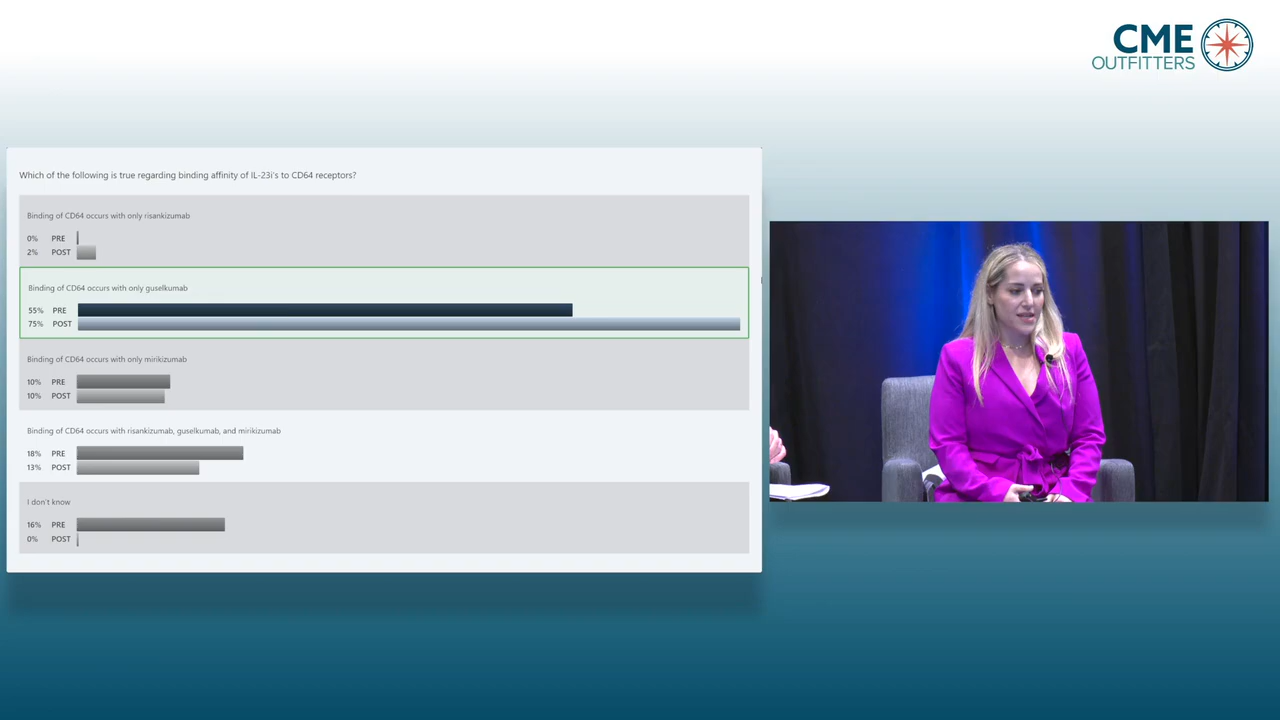 CME
OUTFITTERS
Which of the following is true regarding binding affinity of IL-23i's to CD64 receptors?
Binding of CD64 occurs with only risankizumab
0% PRE
2% POST
Binding of CD64 occurs with only guselkumab
55% PRE
75% POST
Binding of CD64 occurs with only mirikizumab
10% PRE
10% POST
Binding of CD64 occurs with risankizumab, guselkumab, and mirikizumab
18% PRE
13% POST
I don't know
16% PRE
0% POST